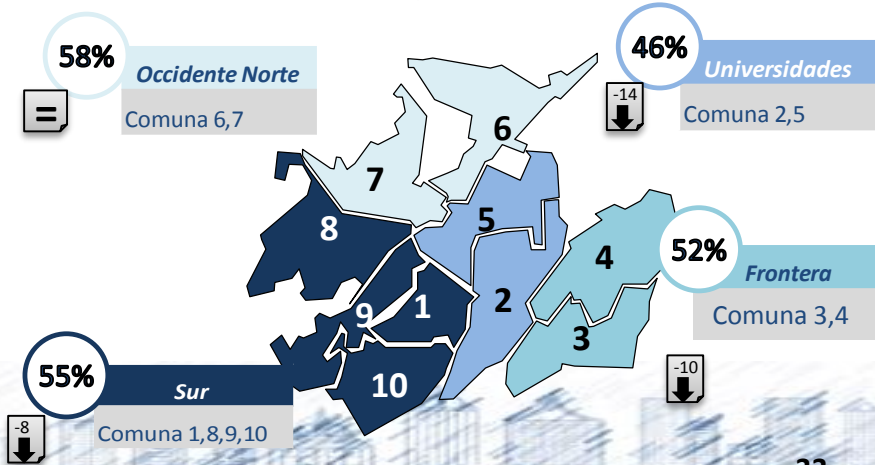 58%
Occidente Norte
=
Comuna 6,7
46%
Universidades
-14
Comuna 2,5
6
7
5
8
4
52%
Frontera
Comuna 3,4
2
1
9
3
10
-10
55%
Sur
-8
Comuna 1,8,9,10